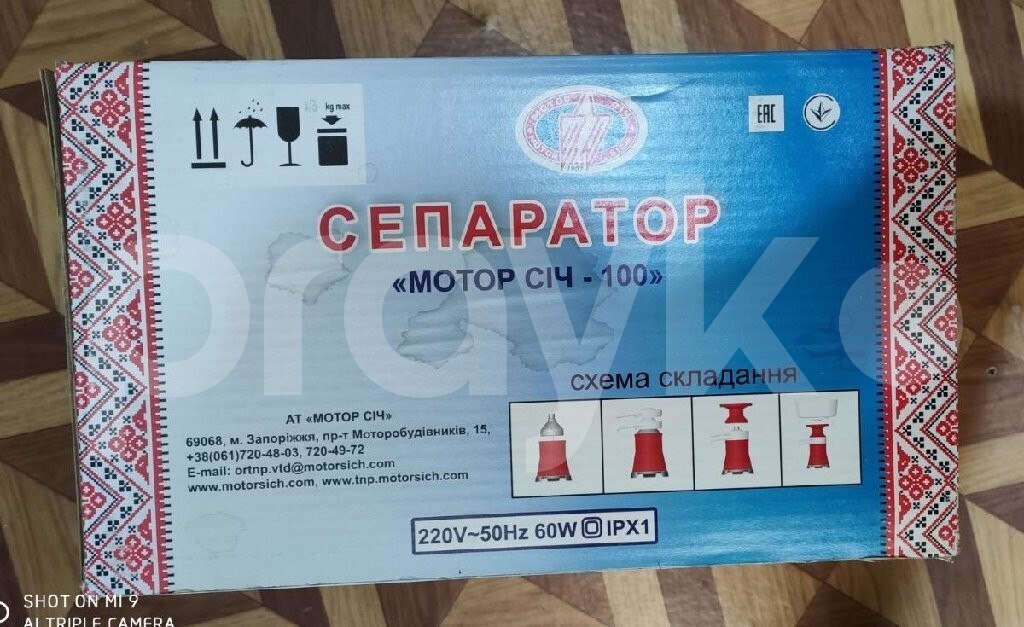 kg max
EAC
СЕПАРАТОР
«МОТОР СІЧ - 100»
схема складання
АТ «МОТОР СІЧ»
69068, м. Запоріжжя, пр-т Моторобудівників, 15,
+38(061)720-48-03, 720-49-72
E-mail: ortnp.vtd@motorsich.com
www.motorsich.com, www.tnp.motorsich.com
220V~50Hz 60W IPX1
SHOT ON MI 9
AI TRIPLE CAMERA